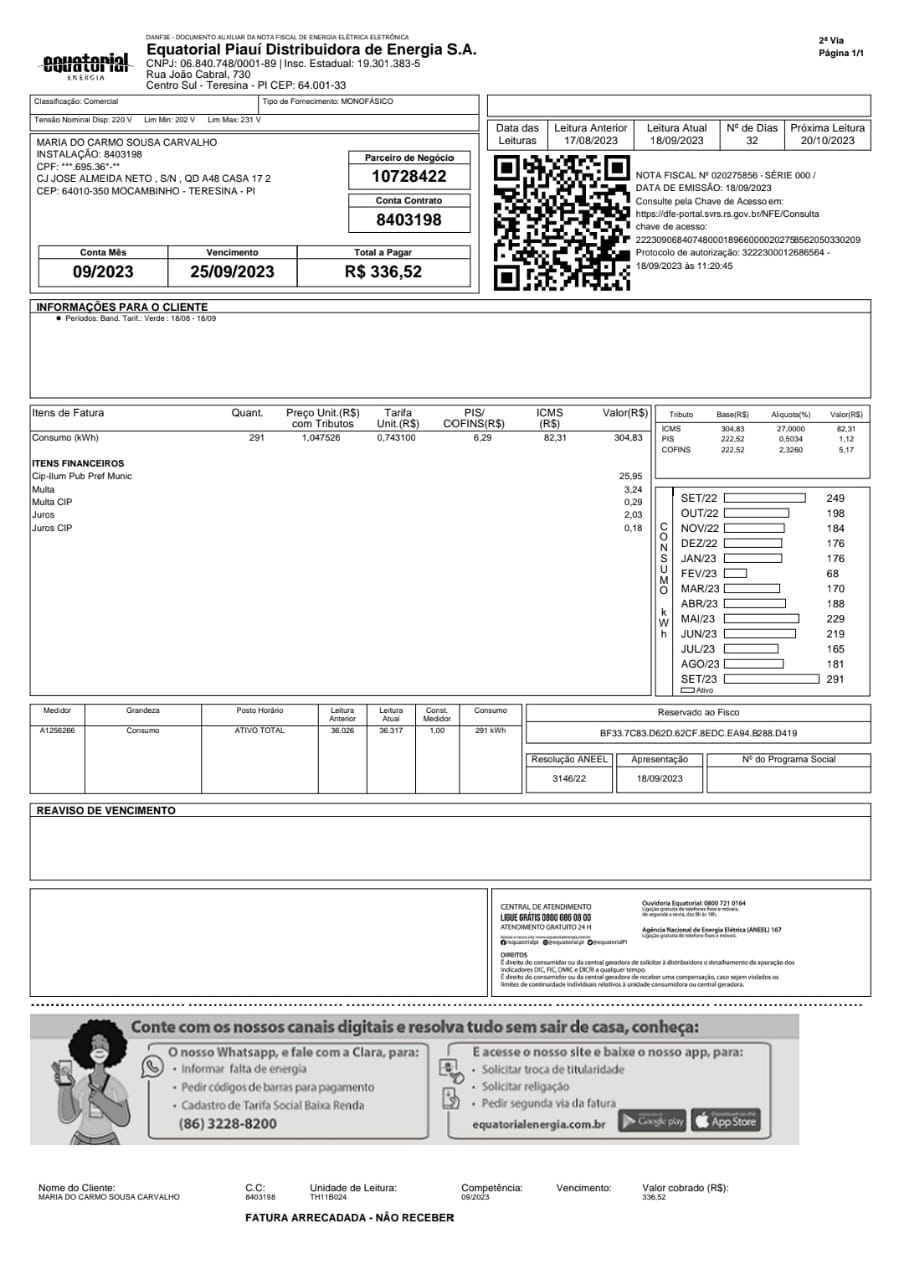 DANF3E - DOCUMENTO AUXILIAR DA NOTA FISCAL DE ENERGIA ELÉTRICA ELETRÔNICA
equatorial
ENERGIA
Equatorial Piauí Distribuidora de Energia S.A.
CNPJ: 06.840.748/0001-89 | Insc. Estadual: 19.301.383-5
Rua João Cabral, 730
Centro Sul - Teresina - PI CEP: 64.001-33
2ª Via
Página 1/1
Classificação: Comercial
Tipo de Fornecimento: MONOFÁSICO
Tensão Nominal Disp: 220 V Lim Min: 202 V Lim Max: 231 V
MARIA DO CARMO SOUSA CARVALHO
INSTALAÇÃO: 8403198
CPF: ***.695.36*-**
CJ JOSE ALMEIDA NETO , S/N , QD A48 CASA 17 2
CEP: 64010-350 MOCAMBINHO - TERESINA - PI
Parceiro de Negócio
10728422
Conta Contrato
8403198
Conta Mês Vencimento Total a Pagar
09/2023 25/09/2023 R$ 336,52
Data das Leituras
Leitura Anterior 17/08/2023
Leitura Atual 18/09/2023
Nº de Dias 32
Próxima Leitura 20/10/2023
NOTA FISCAL Nº 020275856 - SÉRIE 000 /
DATA DE EMISSÃO: 18/09/2023
Consulte pela Chave de Acesso em:
https://dfe-portal.svrs.rs.gov.br/NFE/Consulta
chave de acesso:
22230906840748000189660000202758562050330209
Protocolo de autorização: 3222300012686564 -
18/09/2023 às 11:20:45
INFORMAÇÕES PARA O CLIENTE
• Períodos: Band. Tarif.: Verde : 18/08 - 18/09
Itens de Fatura Quant. Preço Unit.(R$) com Tributos Tarifa Unit.(R$) PIS/COFINS(R$) ICMS (R$) Valor(R$)
Consumo (kWh) 291 1,047526 0,743100 6,29 82,31 304,83
ITENS FINANCEIROS
Cip-Ilum Pub Pref Munic 25,95
Multa 3,24
Multa CIP 0,29
Juros 2,03
Juros CIP 0,18
Tributo Base(R$) Aliquota(%) Valor(R$)
ICMS 304,83 27,0000 82,31
PIS 222,52 0,5034 1,12
COFINS 222,52 2,3260 5,17
CONSUMO kWh
SET/22 249
OUT/22 198
NOV/22 184
DEZ/22 176
JAN/23 176
FEV/23 68
MAR/23 170
ABR/23 188
MAI/23 229
JUN/23 219
JUL/23 165
AGO/23 181
SET/23 291
Ativo
Medidor Grandeza Posto Horário Leitura Anterior Leitura Atual Const. Medidor Consumo
A1256266 Consumo ATIVO TOTAL 36.026 36.317 1,00 291 kWh
Reservado ao Fisco
BF33.7C83.D62D.62CF.8EDC.EA94.B288.D419
Resolução ANEEL Apresentação Nº do Programa Social
3146/22 18/09/2023
REAVISO DE VENCIMENTO
CENTRAL DE ATENDIMENTO
LIGUE GRÁTIS 0800 086 08 00
ATENDIMENTO GRATUITO 24 H
/equatorial.pi @equatorial.pi @equatorialPI
Ouvidoria Equatorial: 0800 721 0164
Ligação gratuita de telefones fixos e móveis,
de segunda a sexta, das 8h às 18h.
Agência Nacional de Energia Elétrica (ANEEL) 167
Ligação gratuita de telefones fixos e móveis.
DIREITOS
É direito do consumidor ou da central geradora de solicitar à distribuidora o detalhamento da apuração dos
indicadores DIC, FIC, DMIC e DICRI a qualquer tempo.
É direito do consumidor ou da central geradora de receber uma compensação, caso sejam violados os
limites de continuidade individuais relativos à unidade consumidora ou central geradora.
Conte com os nossos canais digitais e resolva tudo sem sair de casa, conheça:
O nosso Whatsapp, e fale com a Clara, para:
• Informar falta de energia
• Pedir códigos de barras para pagamento
• Cadastro de Tarifa Social Baixa Renda
(86) 3228-8200
E acesse o nosso site e baixe o nosso app, para:
• Solicitar troca de titularidade
• Solicitar religação
• Pedir segunda via da fatura
equatorialenergia.com.br
Google play
App Store
Nome do Cliente: C.C: Unidade de Leitura: Competência: Vencimento: Valor cobrado (R$):
MARIA DO CARMO SOUSA CARVALHO 8403198 TH11B024 09/2023 336,52
FATURA ARRECADADA - NÃO RECEBER